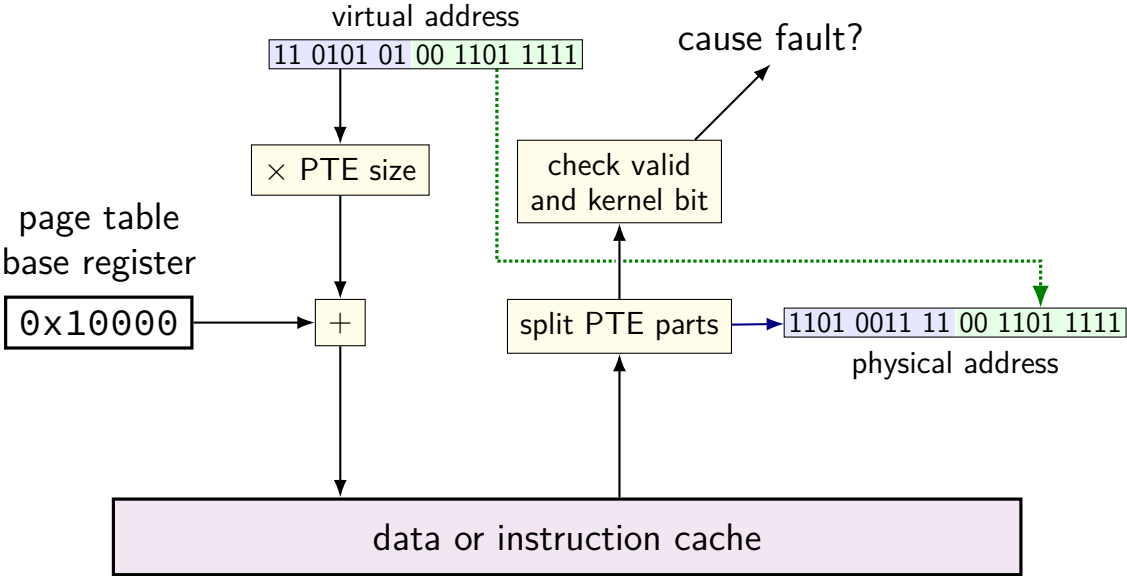 virtual address
11 0101 01 00 1101 1111
cause fault?
× PTE size
check valid
and kernel bit
page table
base register
0x10000
+
split PTE parts
1101 0011 11 00 1101 1111
physical address
data or instruction cache